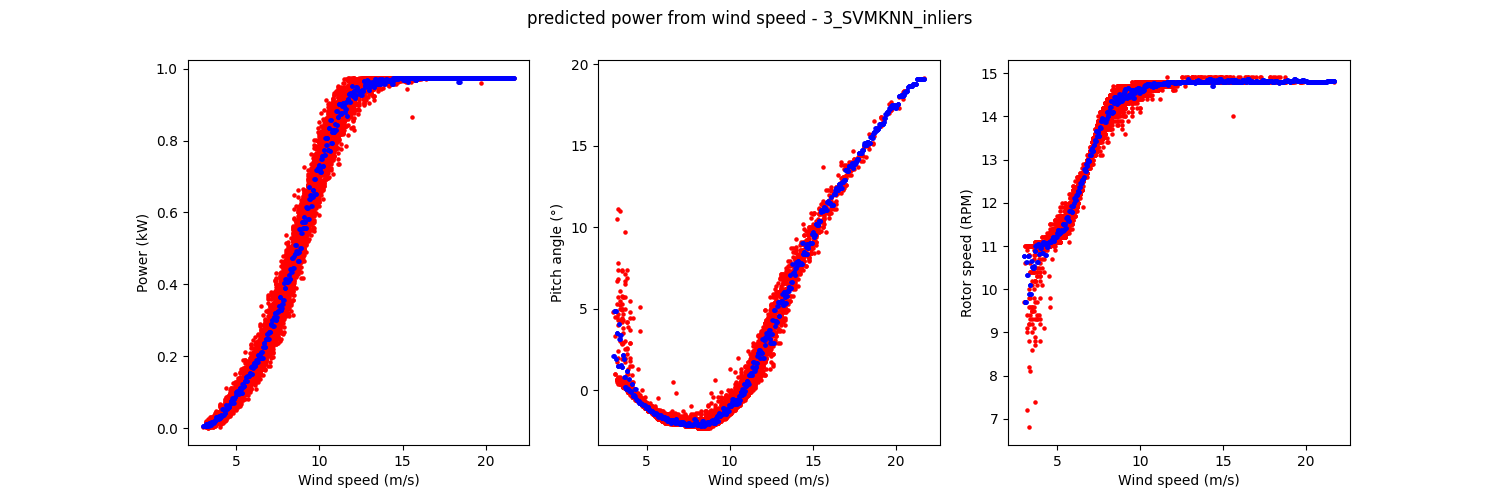 predicted power from wind speed - 3_SVMKNN_inliers
Power (kW)
1.0
0.8
0.6
0.4
0.2
0.0
5 10 15 20
Wind speed (m/s)
Pitch angle (°)
20
15
10
5
0
5 10 15 20
Wind speed (m/s)
Rotor speed (RPM)
15
14
13
12
11
10
9
8
7
5 10 15 20
Wind speed (m/s)